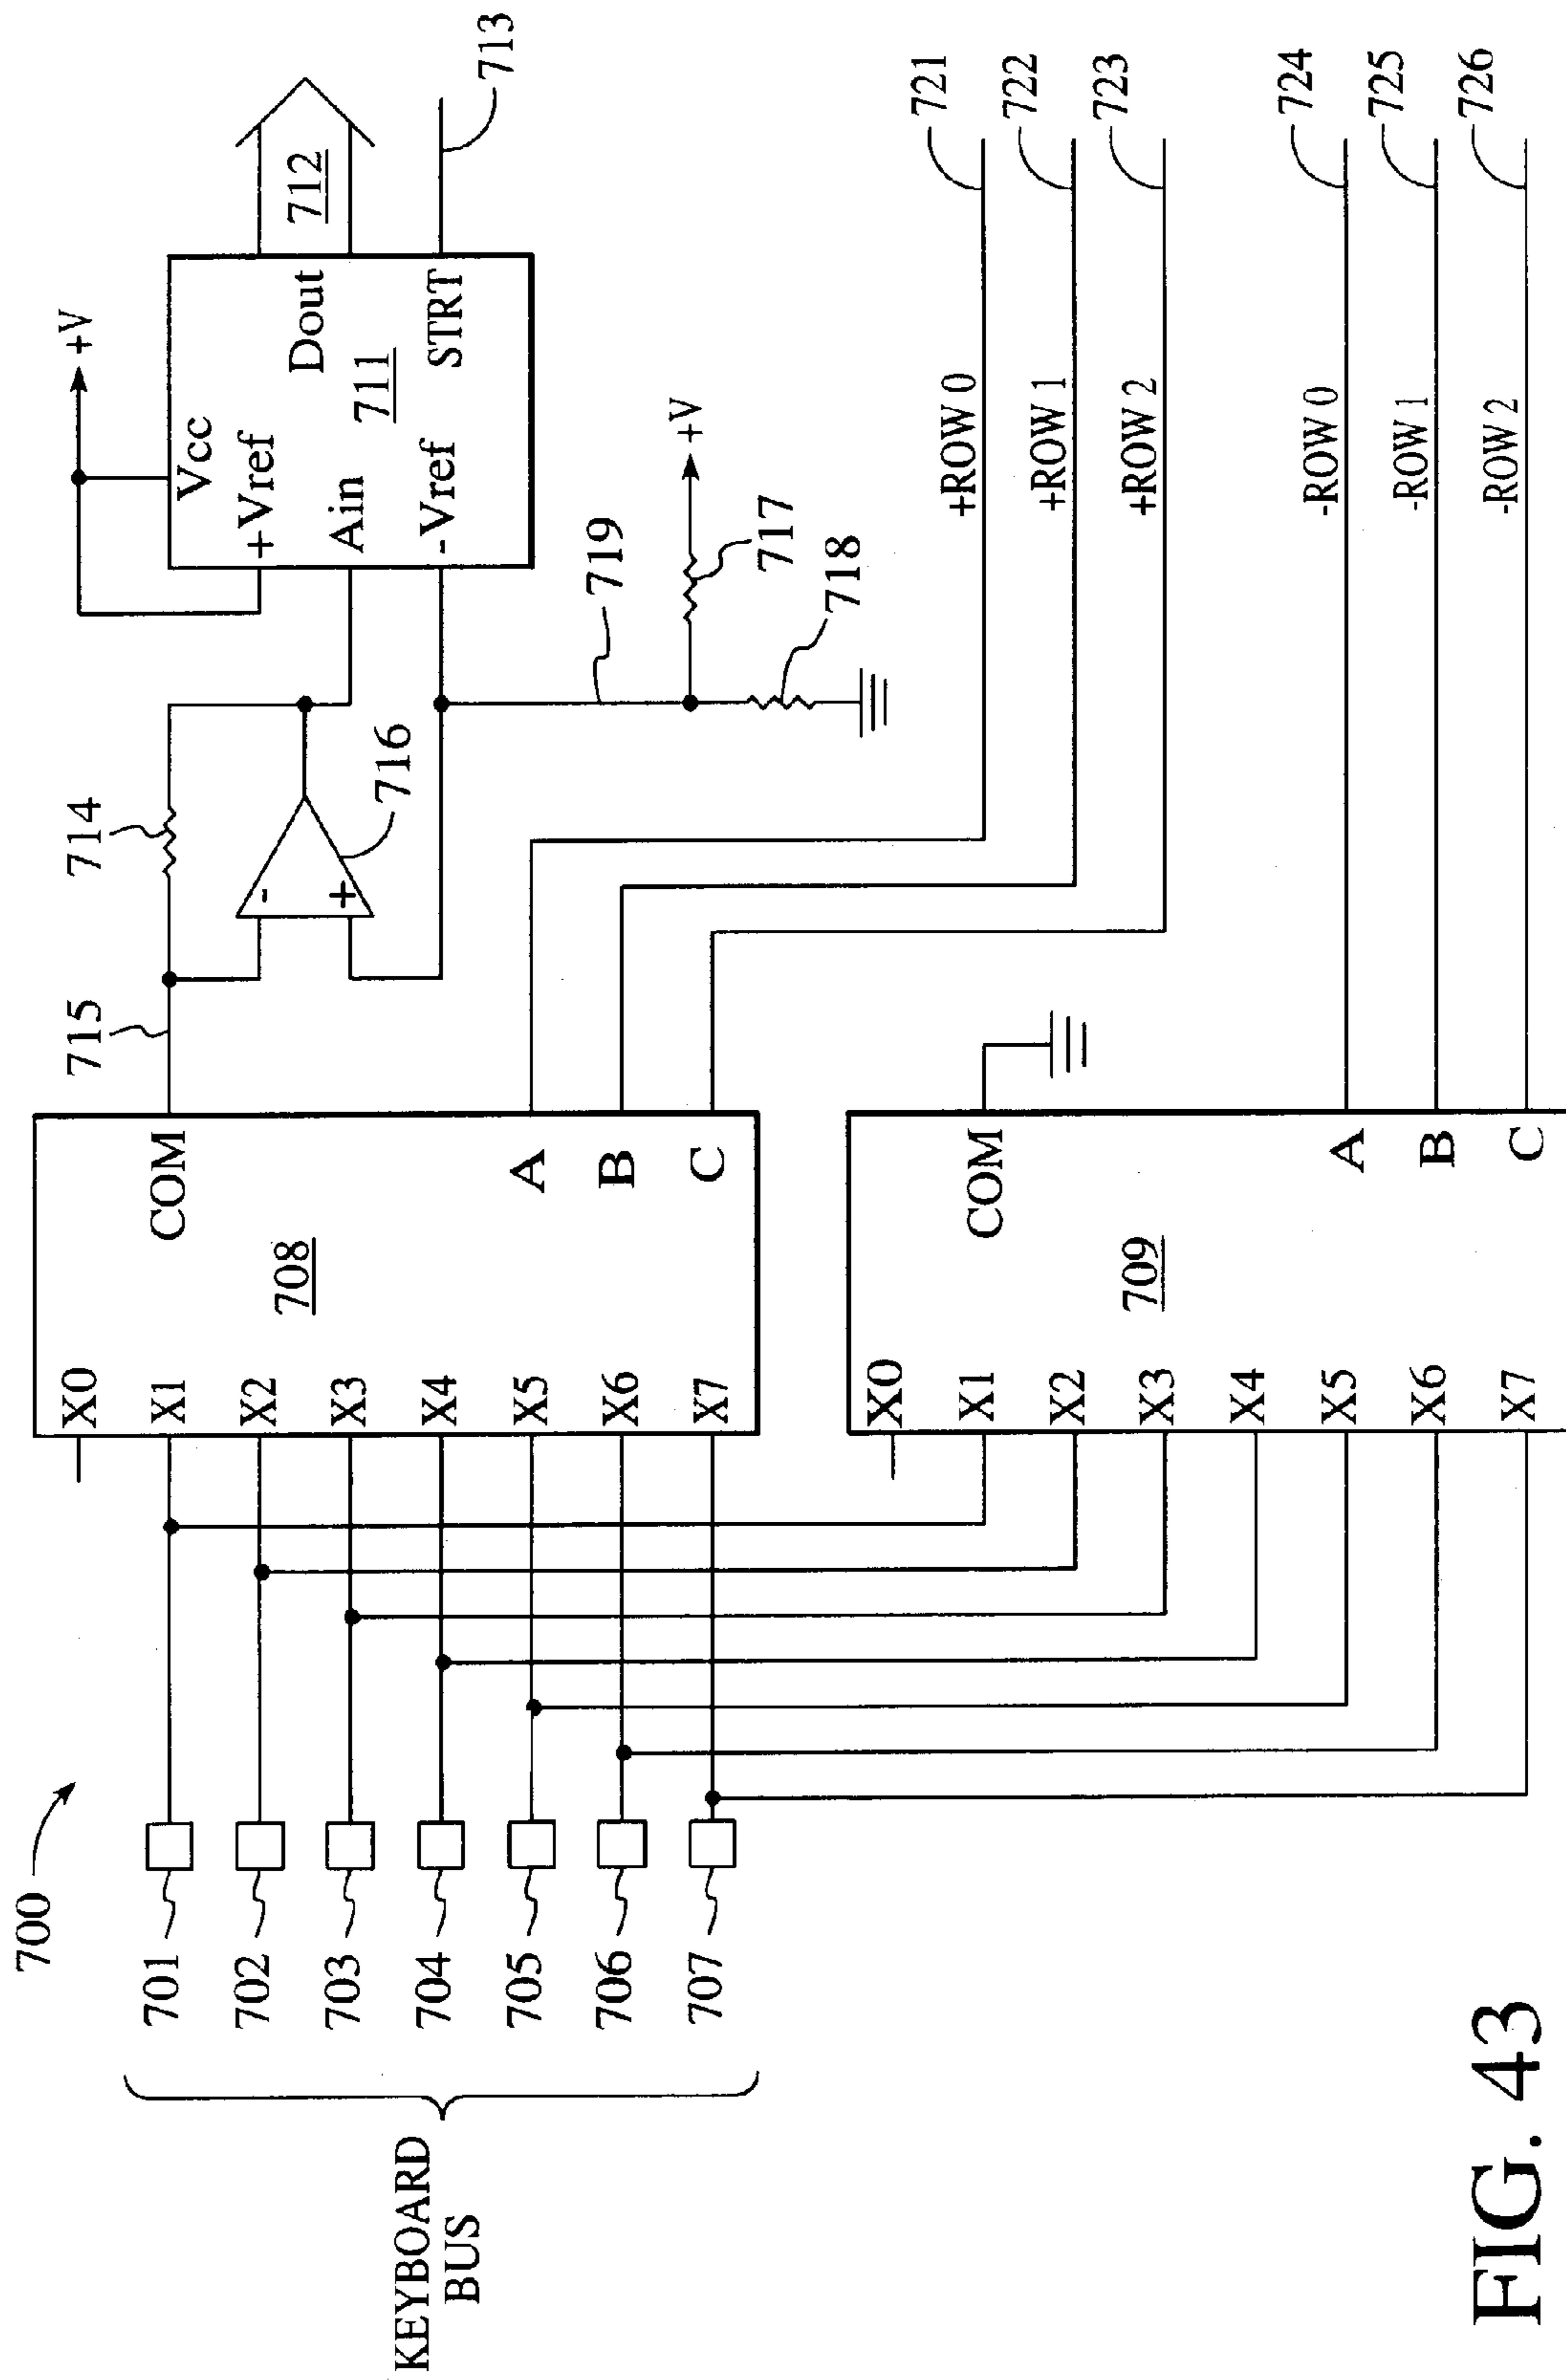 700
KEYBOARD
BUS
701
702
703
704
705
706
707
X0
X1
X2
X3
X4
X5
X6
X7
708
COM
A
B
C
X0
X1
X2
X3
X4
X5
X6
X7
709
COM
A
B
C
715
714
-
+
716
719
717
718
+V
+V
Vcc
+Vref
Ain
-Vref
711
Dout
STRT
712
713
+ROW 0
+ROW 1
+ROW 2
-ROW 0
-ROW 1
-ROW 2
721
722
723
724
725
726
FIG. 43